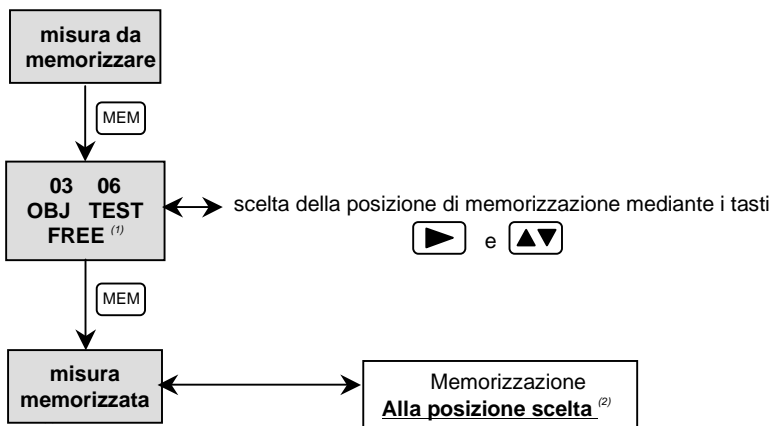 misura da
memorizzare
MEM
03 06
OBJ TEST
FREE (1)
scelta della posizione di memorizzazione mediante i tasti
e
MEM
misura
memorizzata
Memorizzazione
Alla posizione scelta (2)